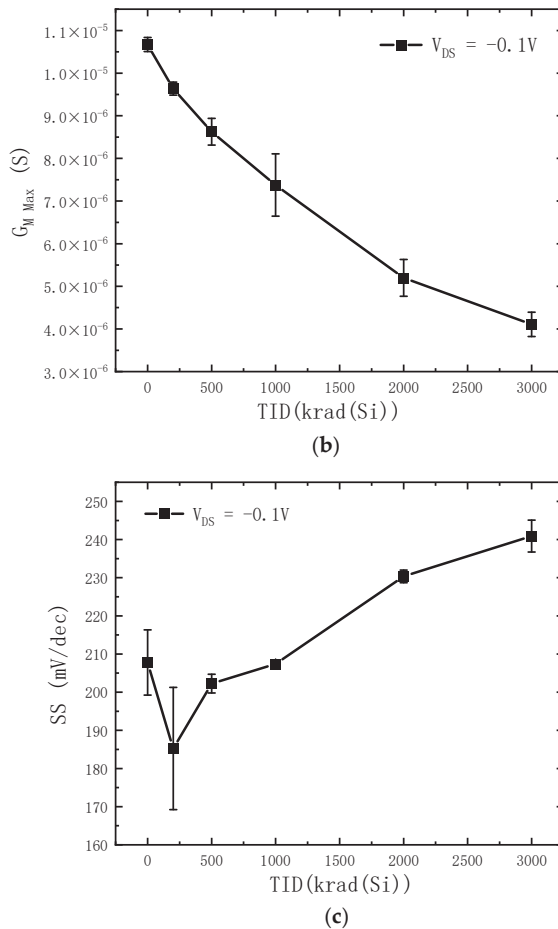 1.1×10⁻⁵
1.0×10⁻⁵
9.0×10⁻⁶
8.0×10⁻⁶
7.0×10⁻⁶
6.0×10⁻⁶
5.0×10⁻⁶
4.0×10⁻⁶
3.0×10⁻⁶
G_M Max (S)
V_DS = -0.1V
0 500 1000 1500 2000 2500 3000
TID(krad(Si))
(b)
250
240
230
220
210
200
190
180
170
160
SS (mV/dec)
V_DS = -0.1V
0 500 1000 1500 2000 2500 3000
TID(krad(Si))
(c)